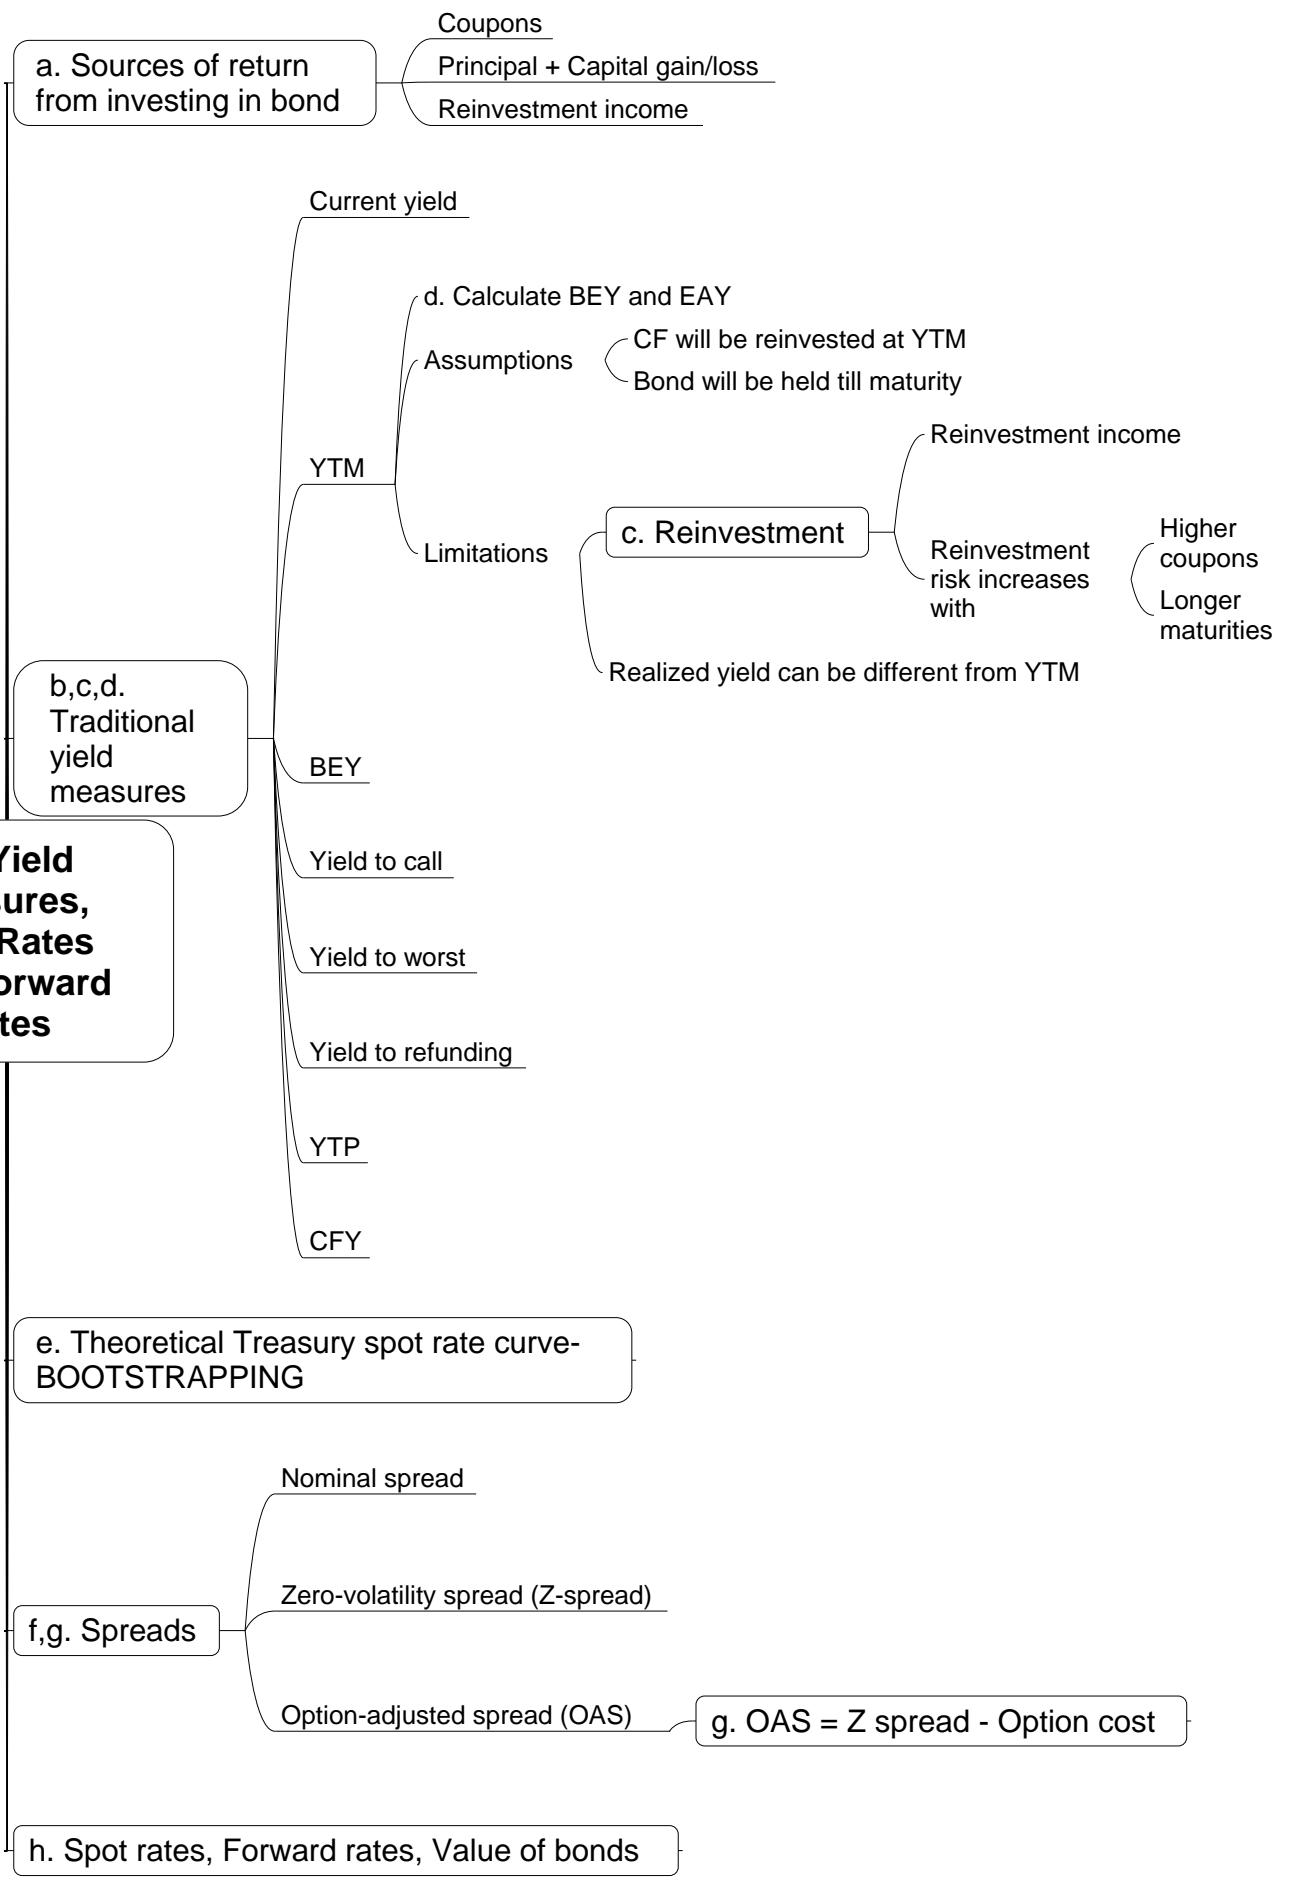 a. Sources of return
from investing in bond
Coupons
Principal + Capital gain/loss
Reinvestment income
b,c,d.
Traditional
yield
measures
Current yield
YTM
d. Calculate BEY and EAY
Assumptions
CF will be reinvested at YTM
Bond will be held till maturity
Limitations
c. Reinvestment
Reinvestment income
Reinvestment
risk increases
with
Higher
coupons
Longer
maturities
Realized yield can be different from YTM
BEY
Yield to call
Yield to worst
Yield to refunding
YTP
CFY
Yield
sures,
Rates
orward
tes
e. Theoretical Treasury spot rate curve-
BOOTSTRAPPING
f,g. Spreads
Nominal spread
Zero-volatility spread (Z-spread)
Option-adjusted spread (OAS)
g. OAS = Z spread - Option cost
h. Spot rates, Forward rates, Value of bonds